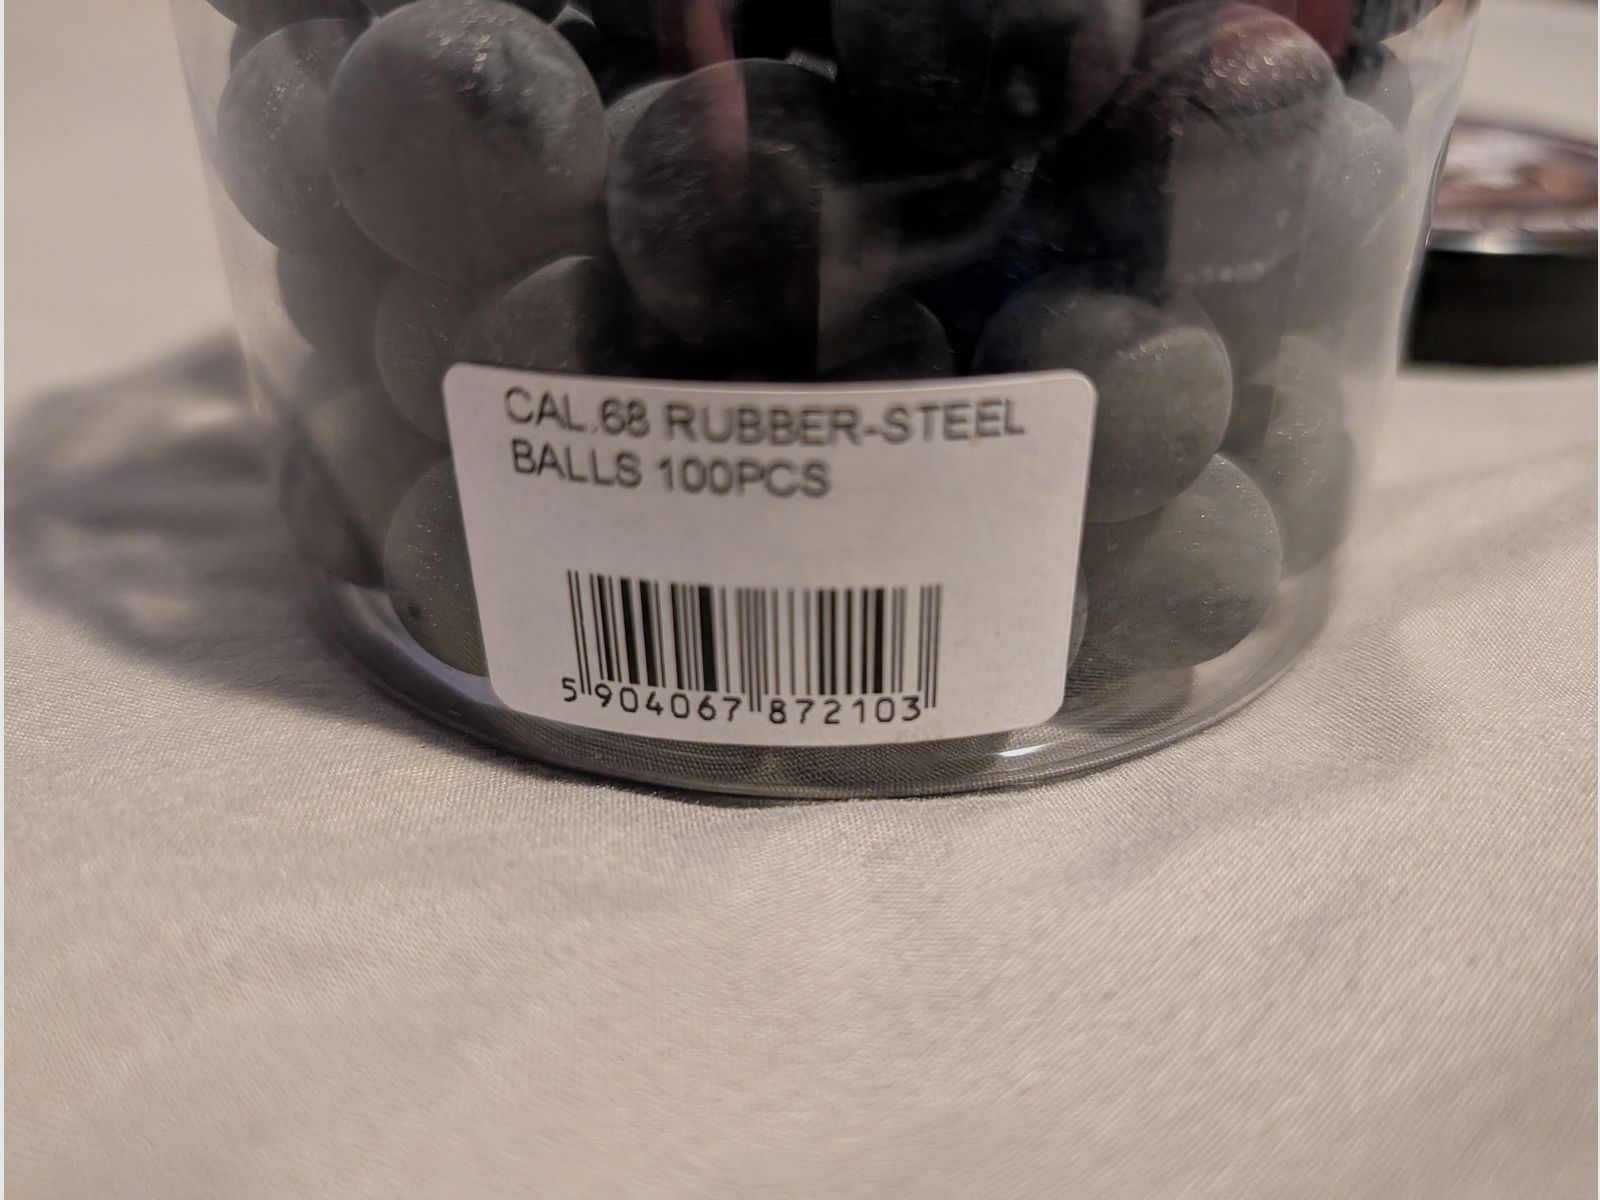 CAL.68 RUBBER-STEEL
BALLS 100PCS
5 904067 872103